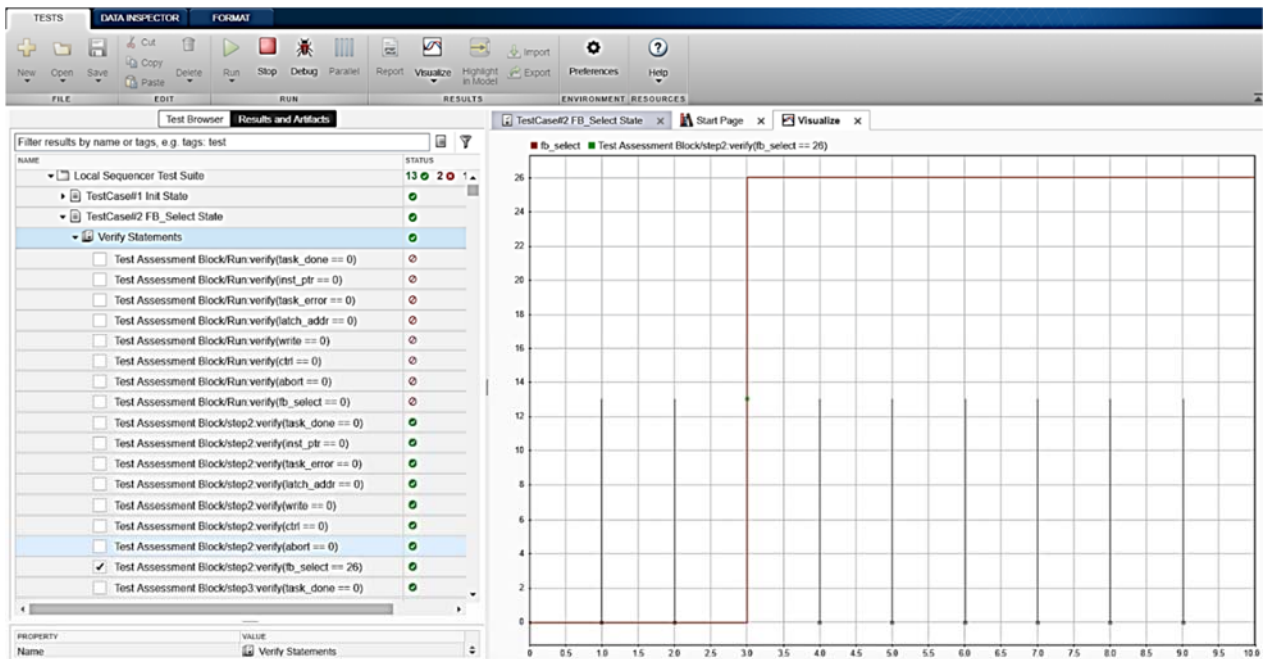 TESTS DATA INSPECTOR FORMAT
New Open Save Cut Copy Paste Delete Run Stop Debug Parallel Report Visualize Highlight in Model Import Export Preferences Help
FILE EDIT RUN RESULTS ENVIRONMENT RESOURCES
Test Browser Results and Artifacts
TestCase#2 FB_Select State x Start Page x Visualize x
Filter results by name or tags, e.g. tags: test
NAME STATUS
Local Sequencer Test Suite 13 2 1
TestCase#1 Init State
TestCase#2 FB_Select State
Verify Statements
Test Assessment Block/Run:verify(task_done == 0)
Test Assessment Block/Run:verify(inst_ptr == 0)
Test Assessment Block/Run:verify(task_error == 0)
Test Assessment Block/Run:verify(latch_addr == 0)
Test Assessment Block/Run:verify(write == 0)
Test Assessment Block/Run:verify(ctrl == 0)
Test Assessment Block/Run:verify(abort == 0)
Test Assessment Block/Run:verify(fb_select == 0)
Test Assessment Block/step2:verify(task_done == 0)
Test Assessment Block/step2:verify(inst_ptr == 0)
Test Assessment Block/step2:verify(task_error == 0)
Test Assessment Block/step2:verify(latch_addr == 0)
Test Assessment Block/step2:verify(write == 0)
Test Assessment Block/step2:verify(ctrl == 0)
Test Assessment Block/step2:verify(abort == 0)
Test Assessment Block/step2:verify(fb_select == 26)
Test Assessment Block/step3:verify(task_done == 0)
PROPERTY VALUE
Name Verify Statements
fb_select Test Assessment Block/step2:verify(fb_select == 26)
26
24
22
20
18
16
14
12
10
8
6
4
2
0
0 0.5 1.0 1.5 2.0 2.5 3.0 3.5 4.0 4.5 5.0 5.5 6.0 6.5 7.0 7.5 8.0 8.5 9.0 9.5 10.0